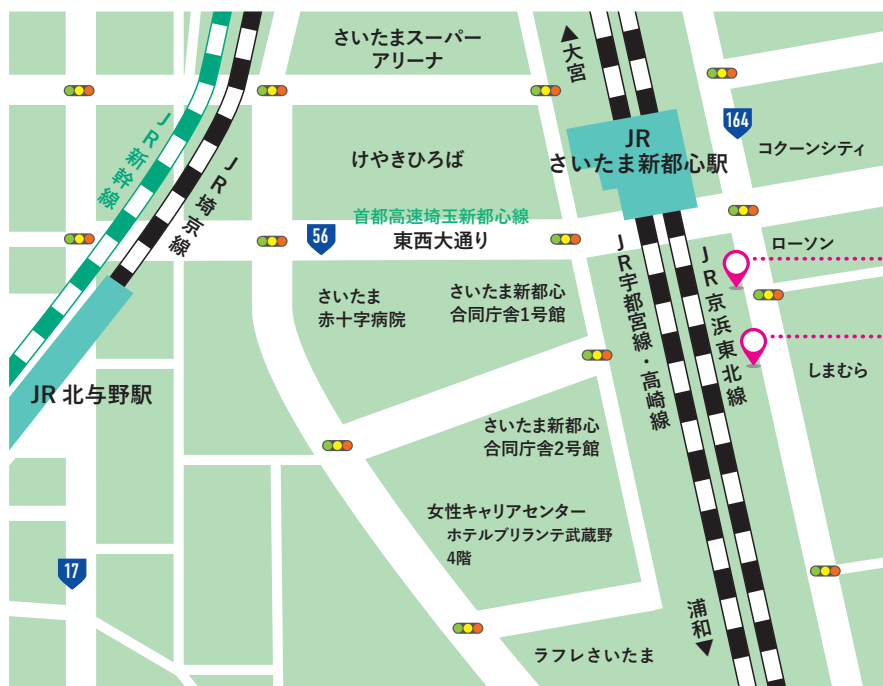 さいたまスーパー
アリーナ
▲大宮
JR
さいたま新都心駅
164
コクーンシティ
けやきひろば
JR新幹線
JR埼京線
首都高速埼玉新都心線
56
東西大通り
ローソン
さいたま
赤十字病院
さいたま新都心
合同庁舎1号館
JR宇都宮線・高崎線
JR京浜東北線
しまむら
JR 北与野駅
さいたま新都心
合同庁舎2号館
女性キャリアセンター
ホテルブリランテ武蔵野
4階
17
浦和▼
ラフレさいたま